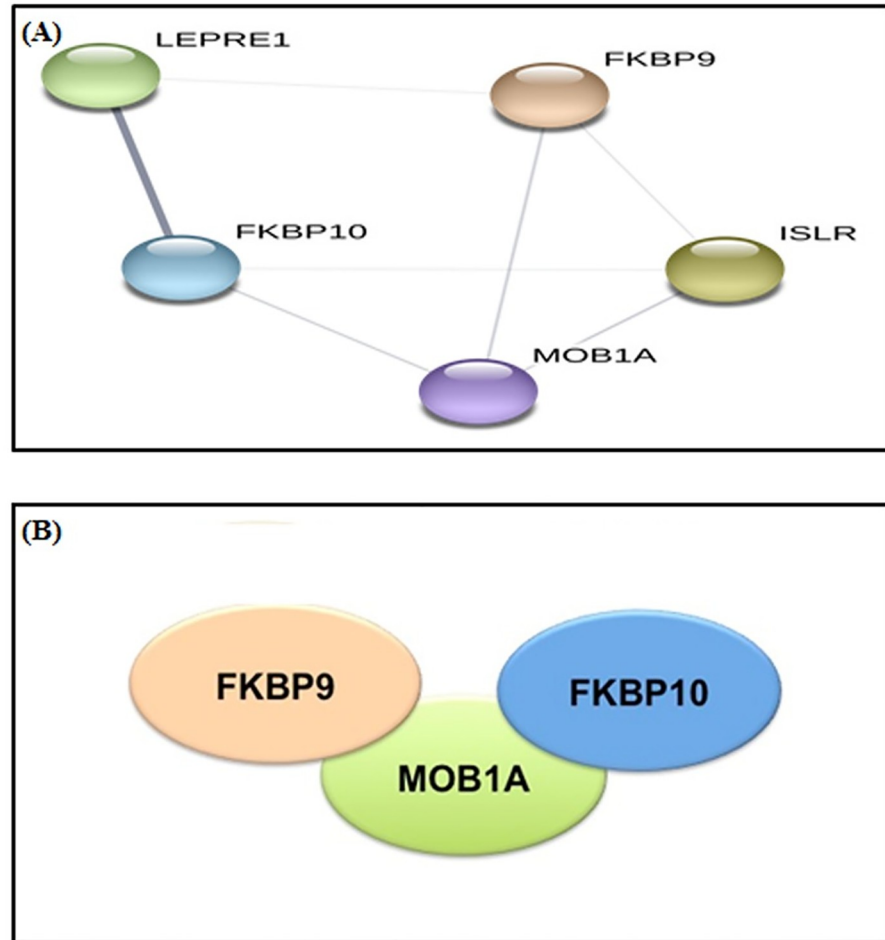 (A)
LEPRE1
FKBP9
FKBP10
ISLR
MOB1A
(B)
FKBP9
FKBP10
MOB1A